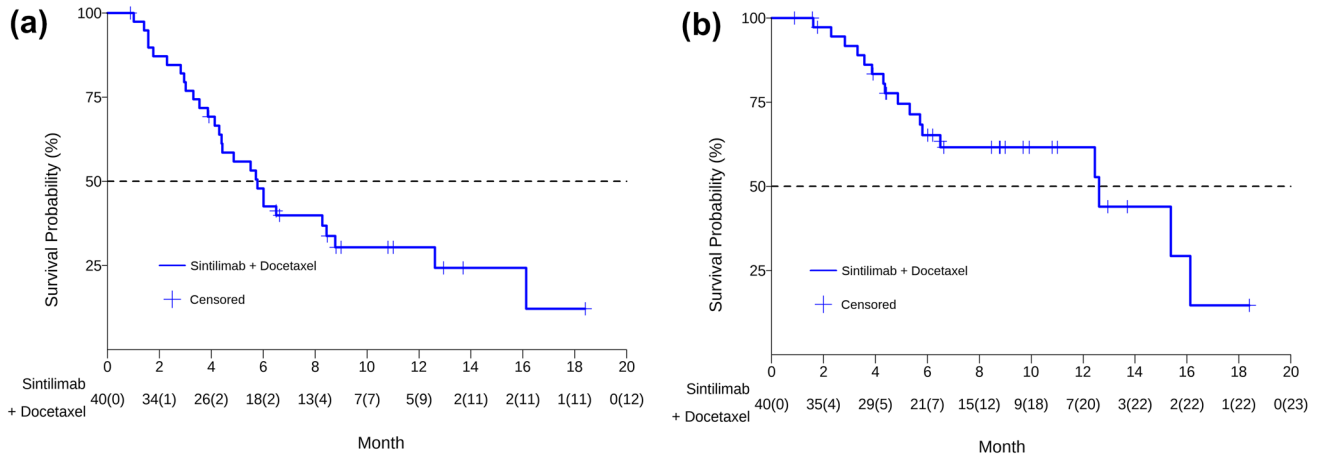 (a)
Survival Probability (%)
100
75
50
25
Sintilimab + Docetaxel
Censored
0 2 4 6 8 10 12 14 16 18 20
Sintilimab
+ Docetaxel
40(0) 34(1) 26(2) 18(2) 13(4) 7(7) 5(9) 2(11) 2(11) 1(11) 0(12)
Month
(b)
Survival Probability (%)
100
75
50
25
Sintilimab + Docetaxel
Censored
0 2 4 6 8 10 12 14 16 18 20
Sintilimab
+ Docetaxel
40(0) 35(4) 29(5) 21(7) 15(12) 9(18) 7(20) 3(22) 2(22) 1(22) 0(23)
Month